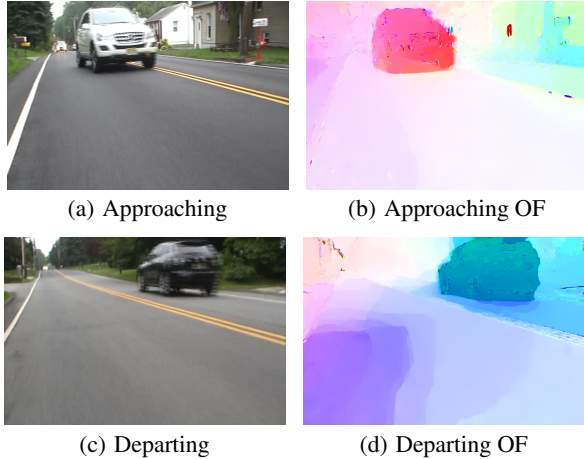 (a) Approaching
(b) Approaching OF
(c) Departing
(d) Departing OF